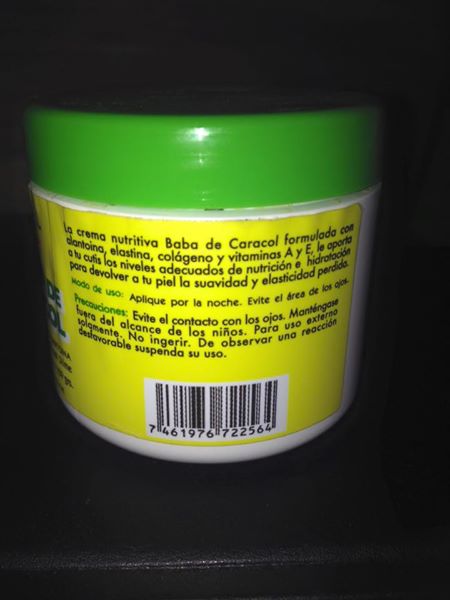 La crema nutritiva Baba de Caracol formulada con
alantoina, elastina, colágeno y vitaminas A y E, le aporta
a tu cutis los niveles adecuados de nutrición e hidratación
para devolver a tu piel la suavidad y elasticidad perdida.
Modo de uso: Aplique por la noche. Evite el área de los ojos.
Precauciones: Evite el contacto con los ojos. Manténgase
fuera del alcance de los niños. Para uso externo
solamente. No ingerir. De observar una reacción
desfavorable suspenda su uso.
DE
OL
7 461976 722564